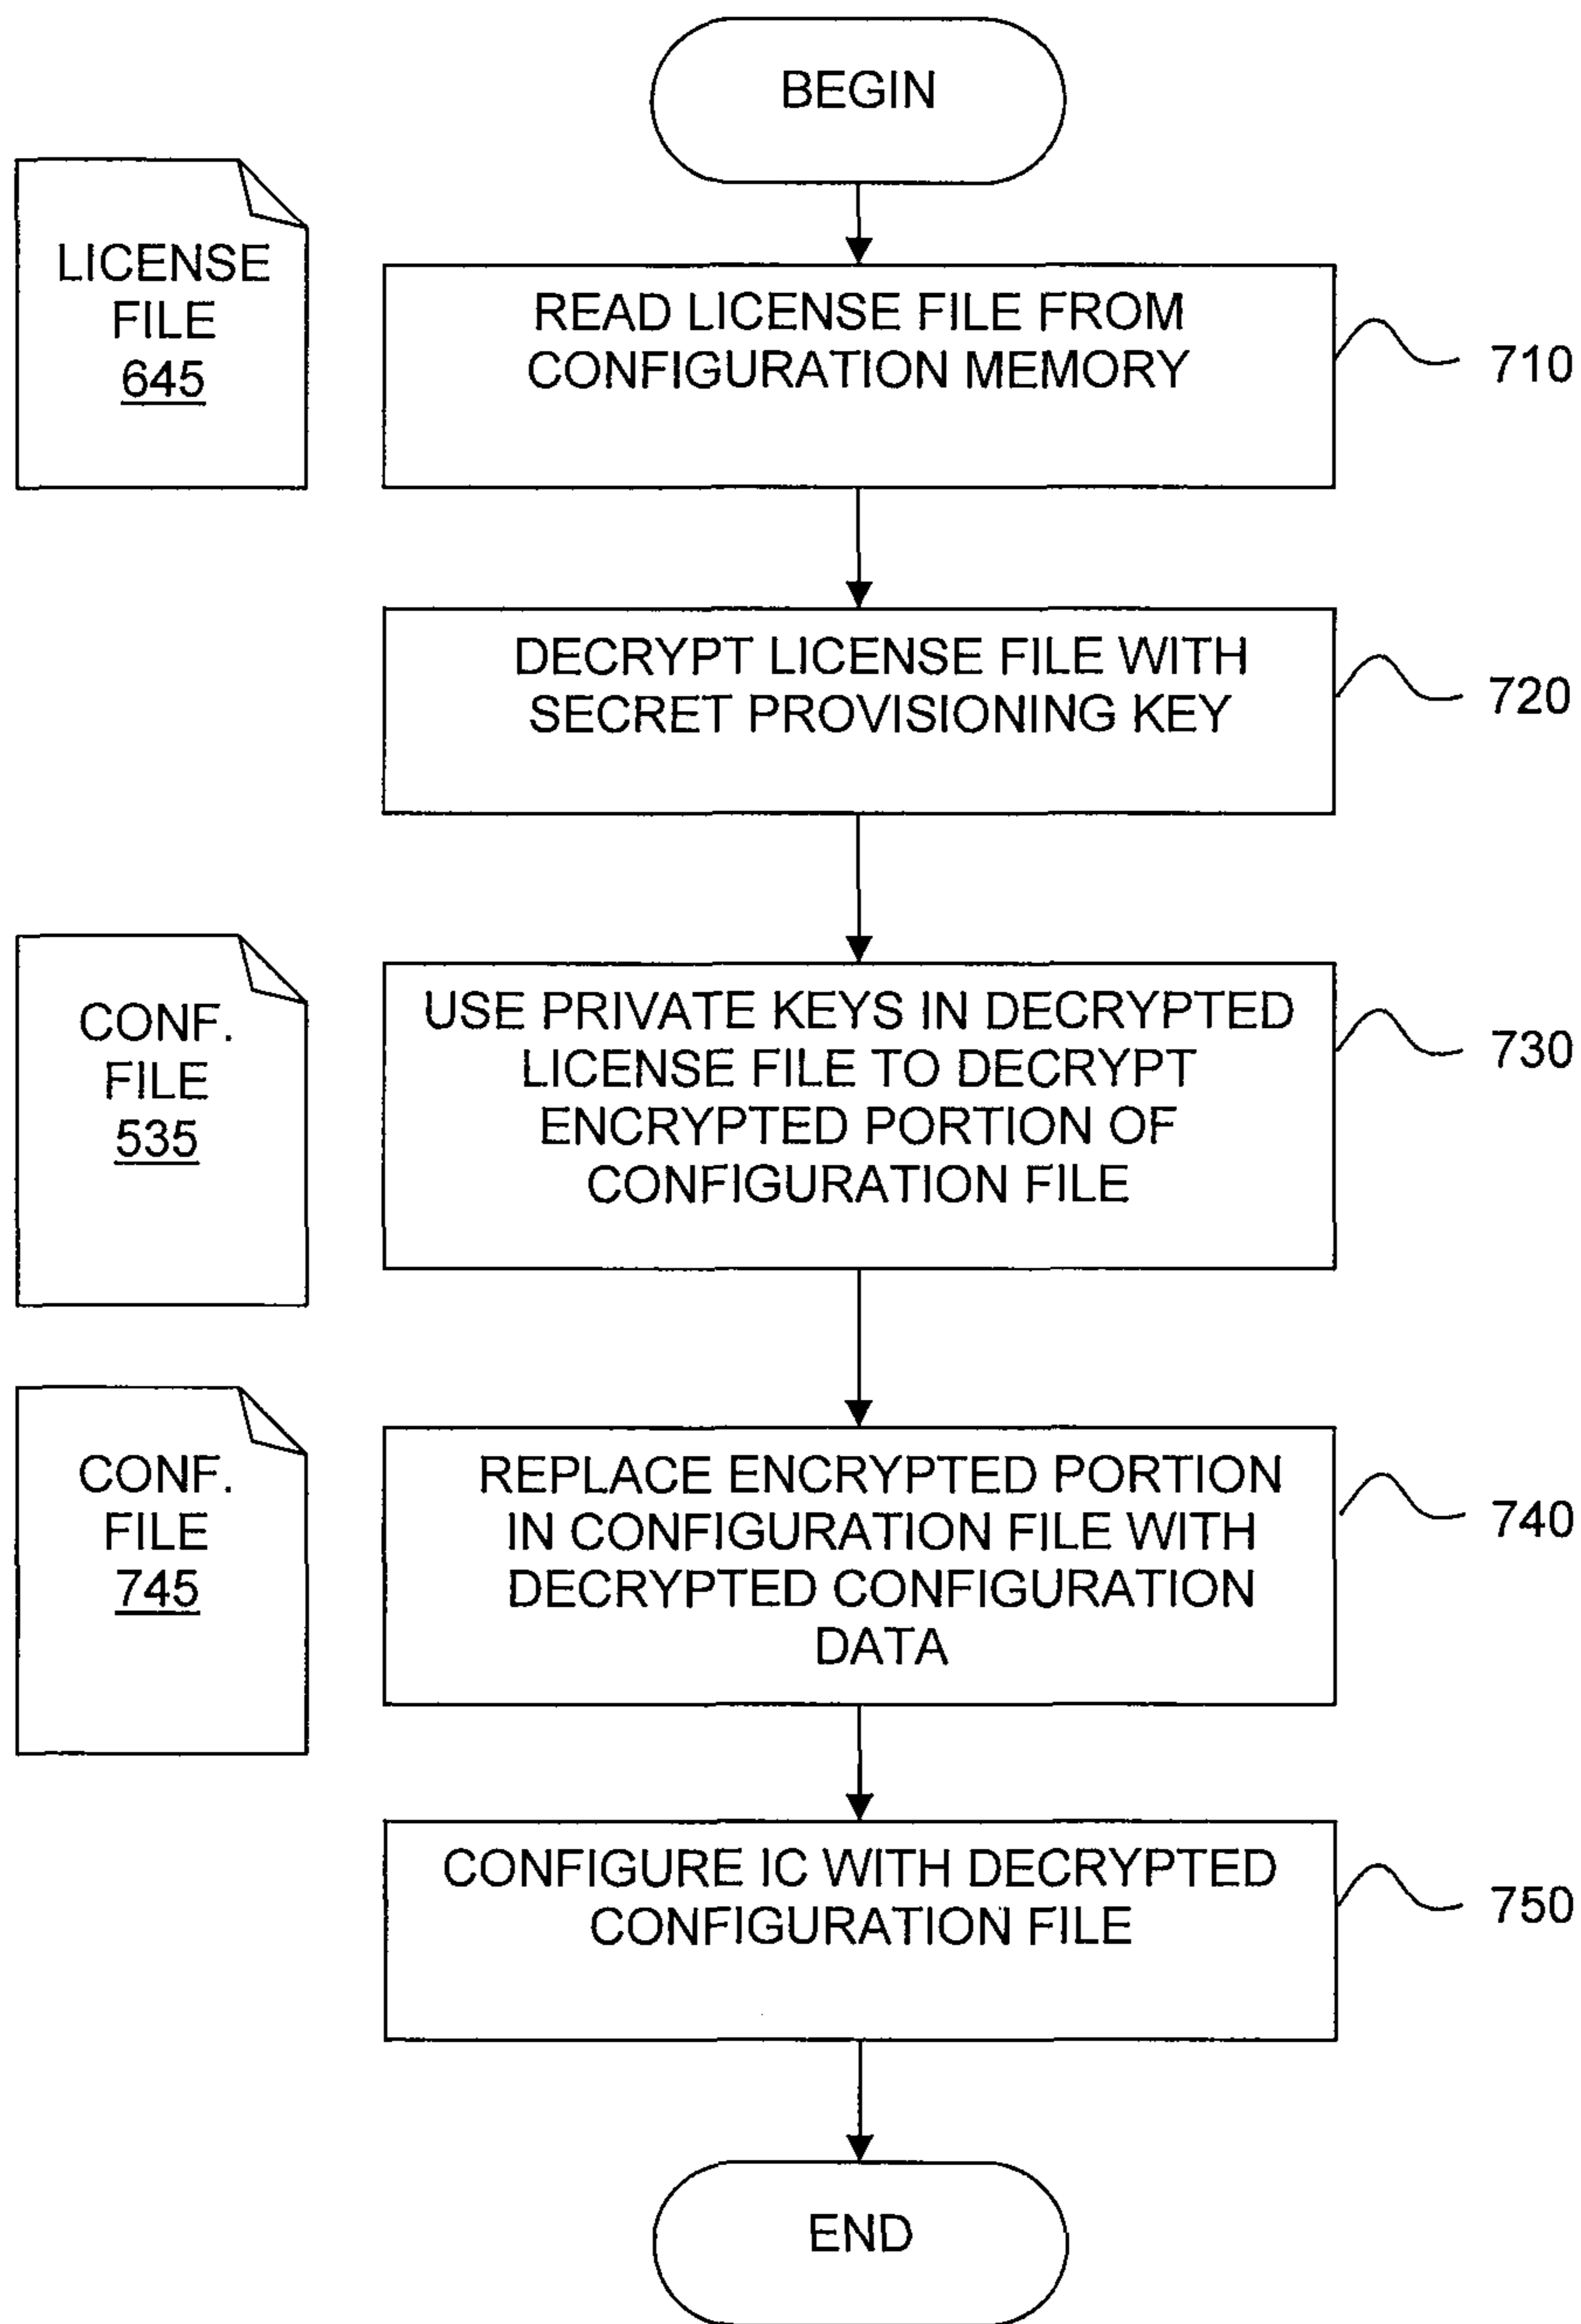 BEGIN
LICENSE
FILE
645
READ LICENSE FILE FROM
CONFIGURATION MEMORY
710
DECRYPT LICENSE FILE WITH
SECRET PROVISIONING KEY
720
CONF.
FILE
535
USE PRIVATE KEYS IN DECRYPTED
LICENSE FILE TO DECRYPT
ENCRYPTED PORTION OF
CONFIGURATION FILE
730
CONF.
FILE
745
REPLACE ENCRYPTED PORTION
IN CONFIGURATION FILE WITH
DECRYPTED CONFIGURATION
DATA
740
CONFIGURE IC WITH DECRYPTED
CONFIGURATION FILE
750
END